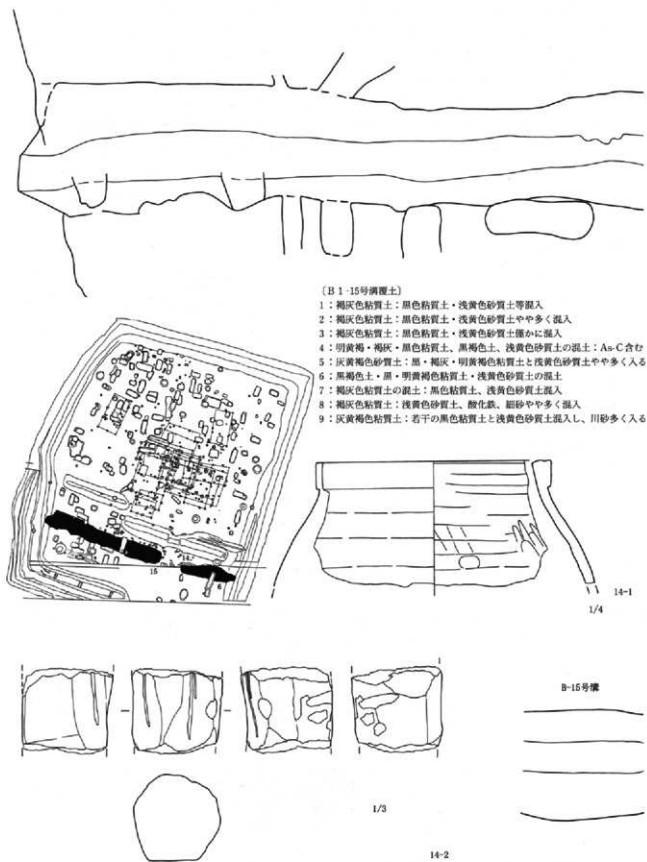 〔B 1-15号溝覆土〕
1：褐灰色粘質土：黒色粘質土・浅黄色砂質土等混入
2：褐灰色粘質土：黒色粘質土・浅黄色砂質土やや多く混入
3：褐灰色粘質土：黒色粘質土・浅黄色砂質土僅かに混入
4：明黄褐・褐灰・黒色粘質土、黒褐色土、浅黄色砂質土の混土：As-C含む
5：灰黄褐色砂質土：黒・褐灰・明黄褐色粘質土と浅黄色砂質土やや多く入る
6：黒褐色土・黒・明黄褐色粘質土・浅黄色砂質土の混土
7：褐灰色粘質土の混土：黒色粘質土、浅黄色砂質土混入
8：褐灰色粘質土：浅黄色砂質土、酸化鉄、細砂やや多く混入
9：灰黄褐色粘質土：若干の黒色粘質土と浅黄色砂質土混入し、川砂多く入る
14
15
6
14-1
1/4
B-15号溝
1/3
14-2